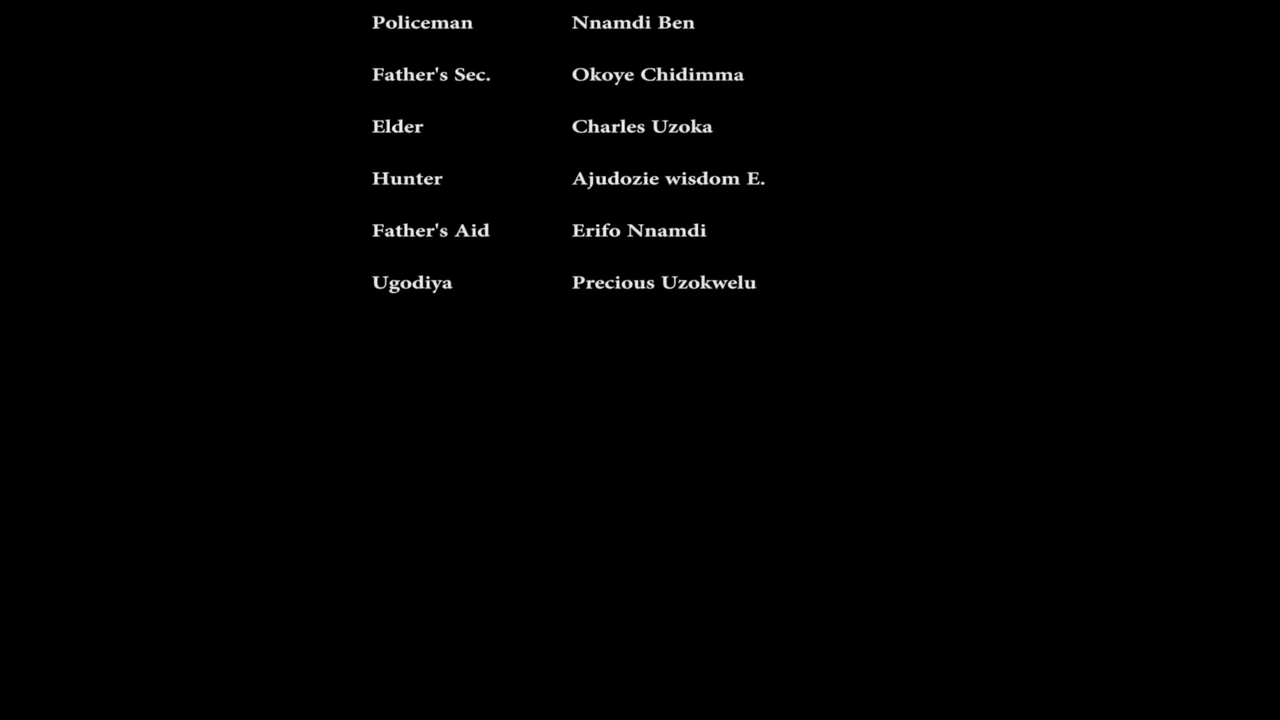 Policeman Nnamdi Ben
Father's Sec. Okoye Chidimma
Elder Charles Uzoka
Hunter Ajudozie wisdom E.
Father's Aid Erifo Nnamdi
Ugodiya Precious Uzokwelu